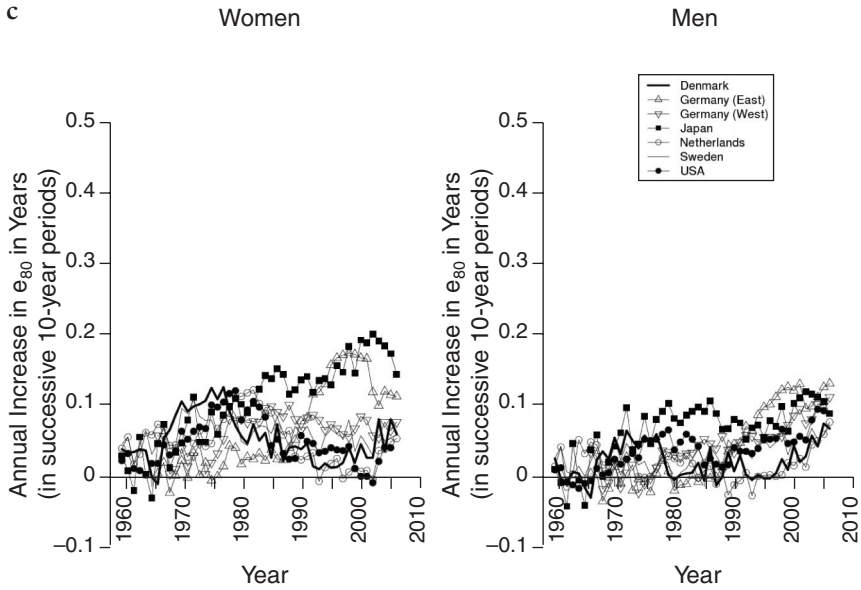 c
Women
Men
Annual Increase in e80 in Years
(in successive 10-year periods)
0.5
0.4
0.3
0.2
0.1
0
–0.1
1960
1970
1980
1990
2000
2010
Year
Annual Increase in e80 in Years
(in successive 10-year periods)
0.5
0.4
0.3
0.2
0.1
0
–0.1
1960
1970
1980
1990
2000
2010
Year
Denmark
Germany (East)
Germany (West)
Japan
Netherlands
Sweden
USA